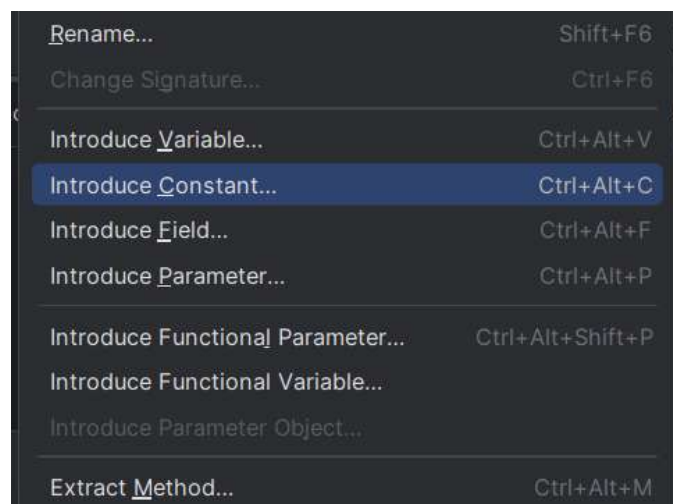 Rename... Shift+F6
Change Signature... Ctrl+F6
Introduce Variable... Ctrl+Alt+V
Introduce Constant... Ctrl+Alt+C
Introduce Field... Ctrl+Alt+F
Introduce Parameter... Ctrl+Alt+P
Introduce Functional Parameter... Ctrl+Alt+Shift+P
Introduce Functional Variable...
Introduce Parameter Object...
Extract Method... Ctrl+Alt+M